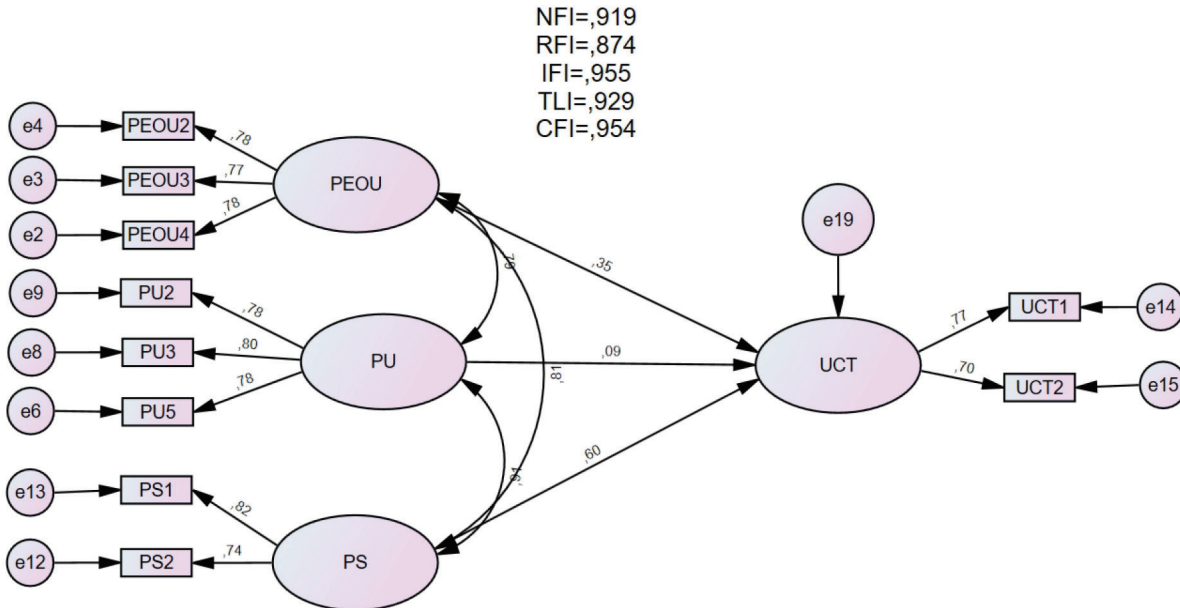 NFI=,919
RFI=,874
IFI=,955
TLI=,929
CFI=,954
e4
PEOU2
,78
e3
PEOU3
,77
PEOU
e2
PEOU4
,78
e19
,35
e9
PU2
,78
e8
PU3
,80
PU
,09
UCT
,77
UCT1
e14
e6
PU5
,78
,81
,70
UCT2
e15
,91
,60
e13
PS1
,82
e12
PS2
,74
PS